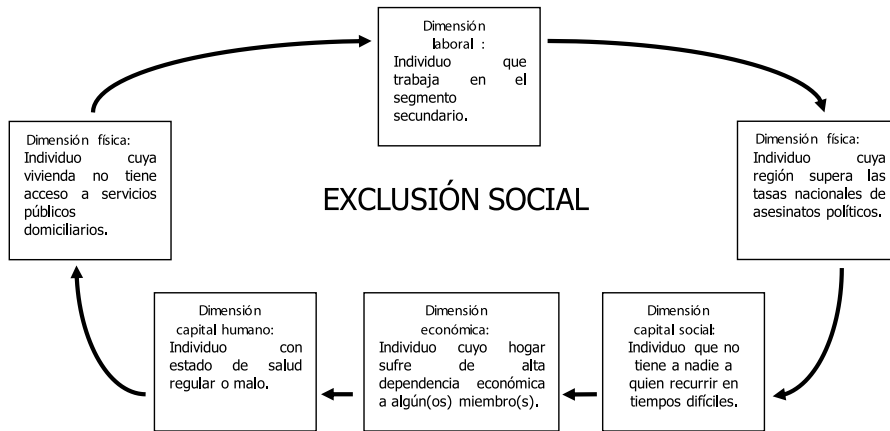 Dimensión
laboral :
Individuo que
trabaja en el
segmento
secundario.
Dimensión física:
Individuo cuya
vivienda no tiene
acceso a servicios
públicos
domiciliarios.
Dimensión física:
Individuo cuya
región supera las
tasas nacionales de
asesinatos políticos.
EXCLUSIÓN SOCIAL
Dimensión
capital humano:
Individuo con
estado de salud
regular o malo.
Dimensión
económica:
Individuo cuyo hogar
sufre de alta
dependencia económica
a algún(os) miembro(s).
Dimensión
capital social:
Individuo que no
tiene a nadie a
quien recurrir en
tiempos difíciles.